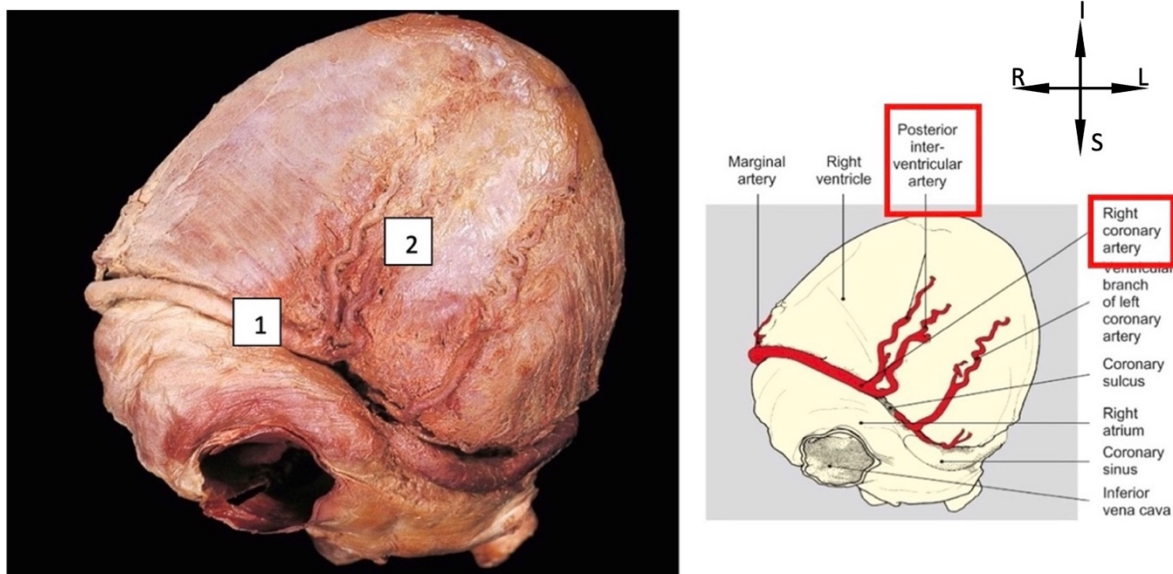 1
2
I
R
L
S
Marginal
artery
Right
ventricle
Posterior
inter-
ventricular
artery
Right
coronary
artery
Ventricular
branch
of left
coronary
artery
Coronary
sulcus
Right
atrium
Coronary
sinus
Inferior
vena cava